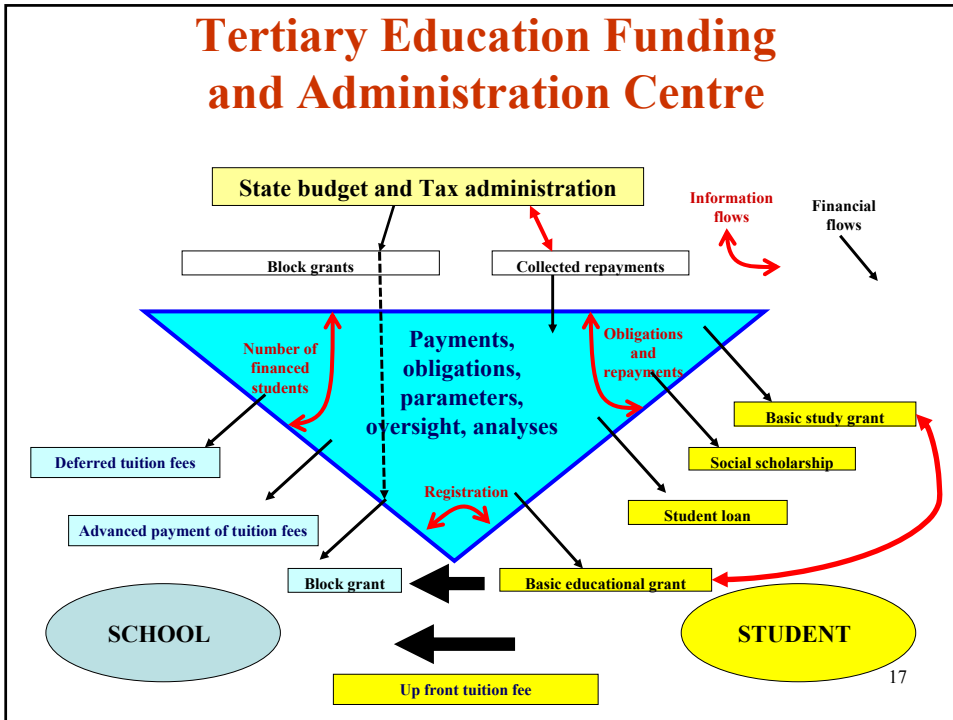 Tertiary Education Funding
and Administration Centre
State budget and Tax administration
Information
flows
Financial
flows
Block grants
Collected repayments
Number of
financed
students
Payments,
obligations,
parameters,
oversight, analyses
Obligations
and
repayments
Basic study grant
Deferred tuition fees
Social scholarship
Registration
Student loan
Advanced payment of tuition fees
Block grant
Basic educational grant
SCHOOL
STUDENT
17
Up front tuition fee